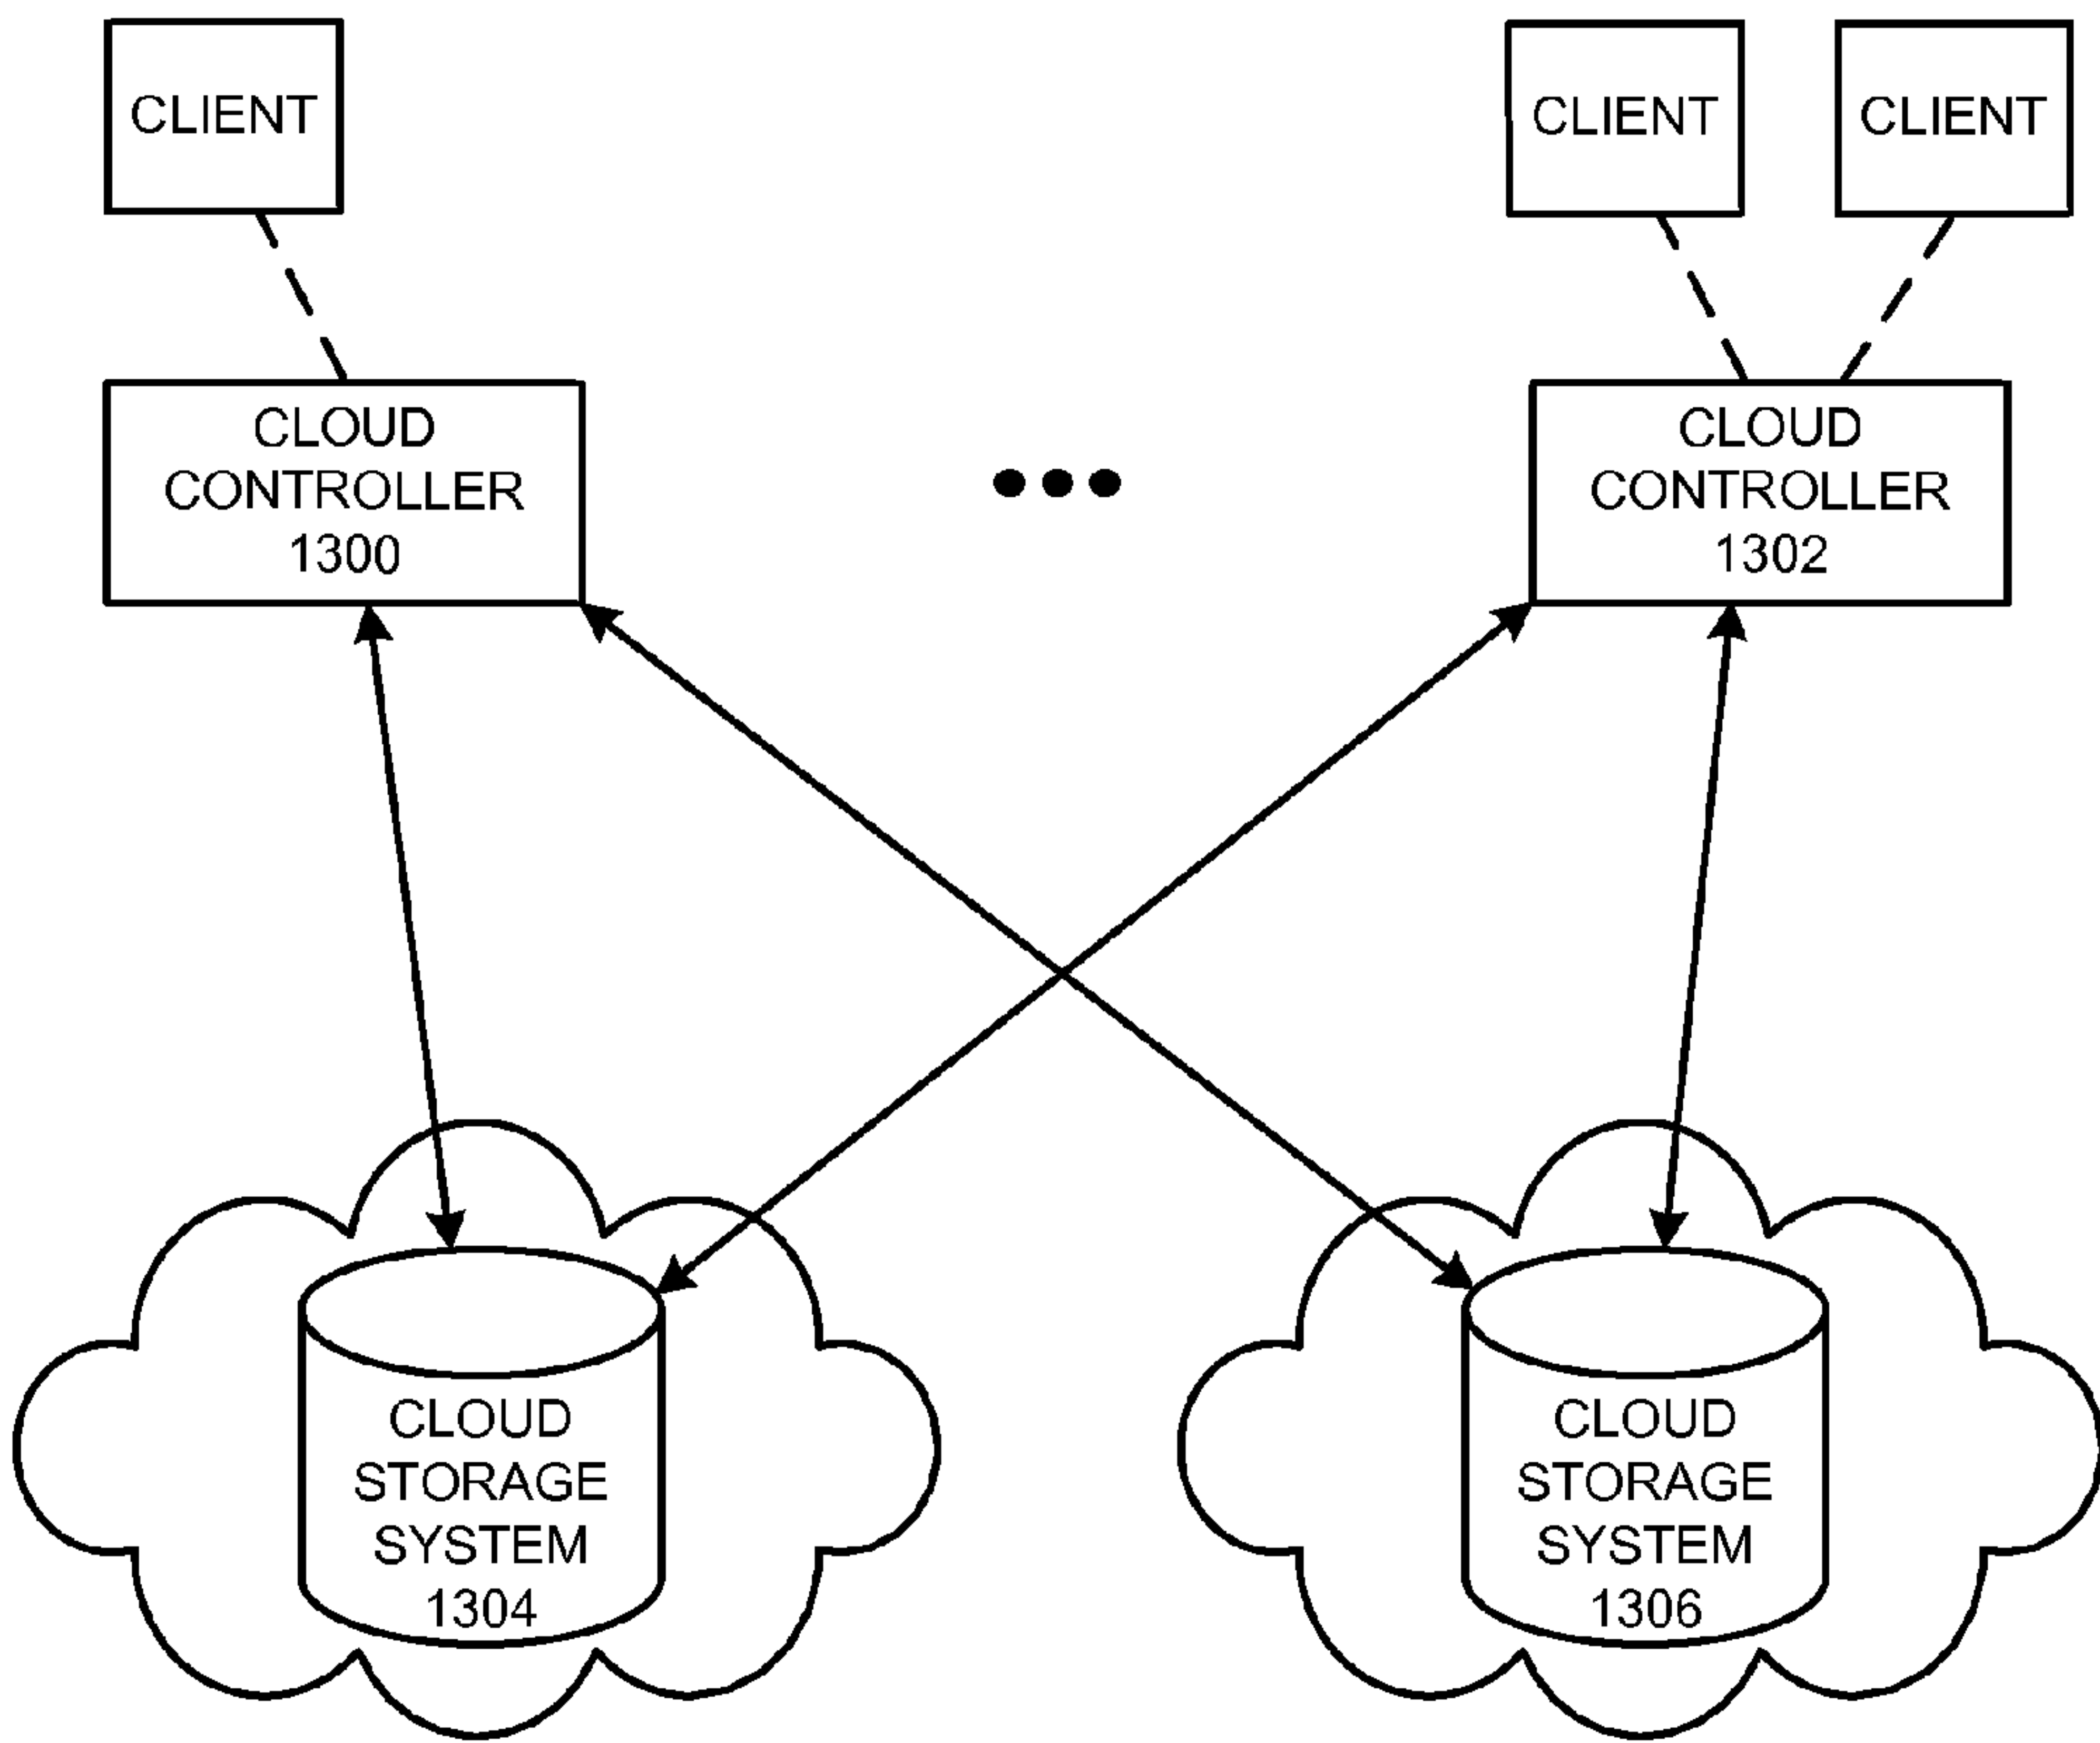 CLIENT
CLIENT
CLIENT
CLOUD
CONTROLLER
1300
CLOUD
CONTROLLER
1302
CLOUD
STORAGE
SYSTEM
1304
CLOUD
STORAGE
SYSTEM
1306